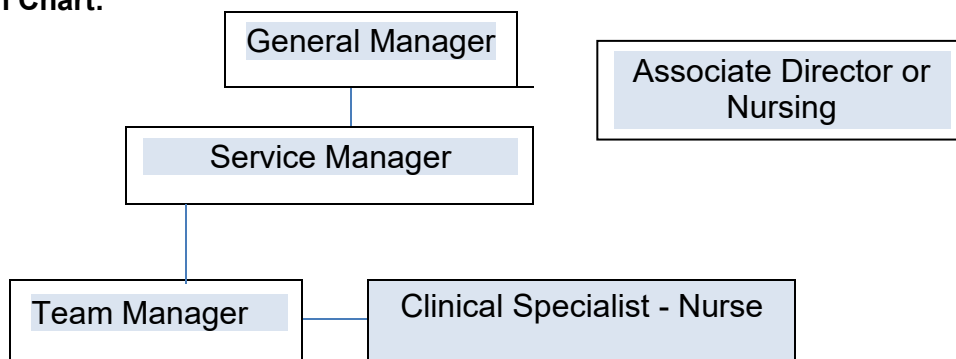 n Chart:
General Manager
Associate Director or
Nursing
Service Manager
Team Manager
Clinical Specialist - Nurse